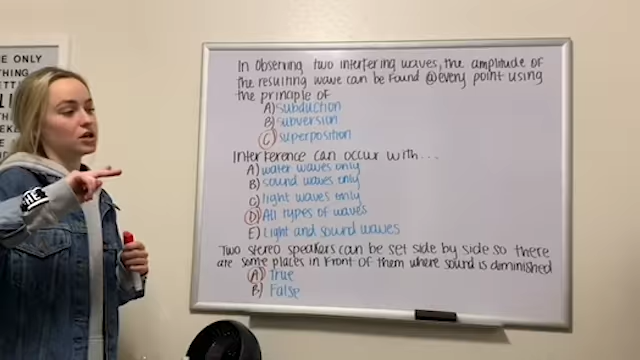 E ONLY
THING
In observing two interfering waves, the amplitude of
the resulting wave can be found @ every point using
the principle of
A) subduction
B) subversion
C) superposition
Interference can occur with...
A) water waves only
B) sound waves only
C) light waves only
D) All types of waves
E) Light and sound waves
Two stereo speakers can be set side by side so there
are some places in front of them where sound is diminished
A) True
B) False